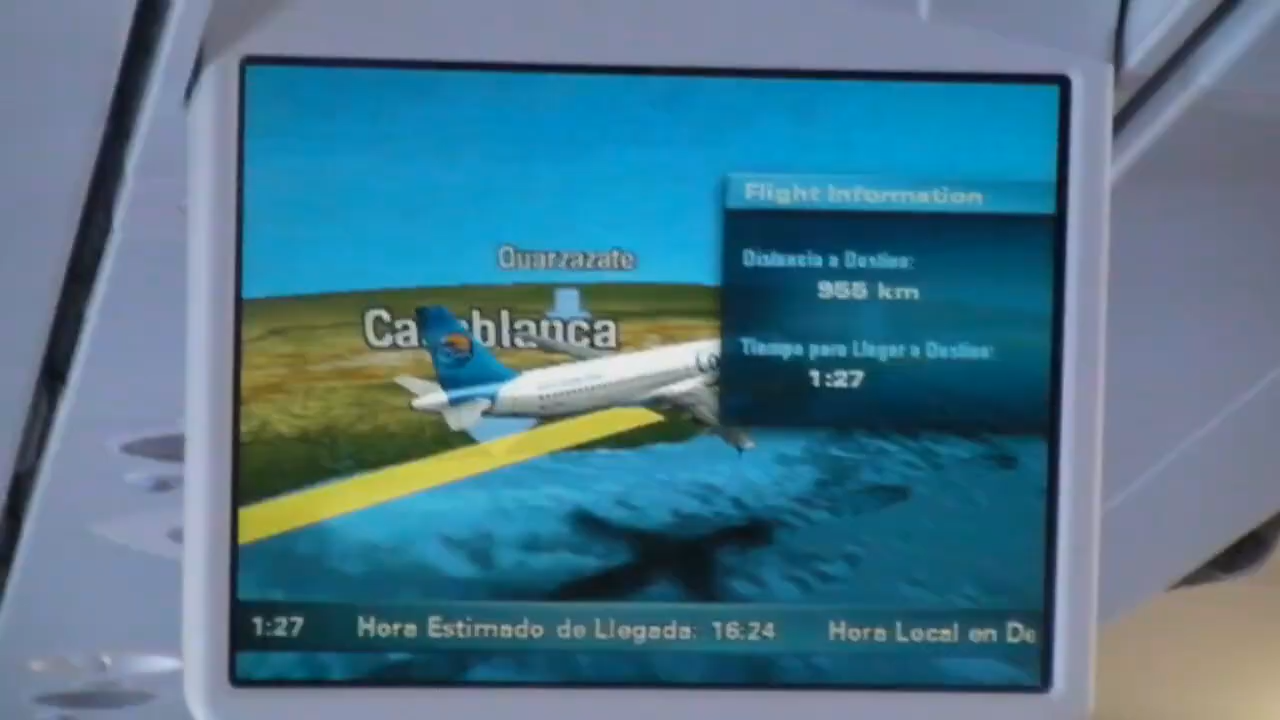 Flight Information
Distancia a Destino:
955 km
Tiempo para Llegar a Destino:
1:27
Ouarzazate
Casablanca
1:27 Hora Estimado de Llegada: 16:24 Hora Local en De